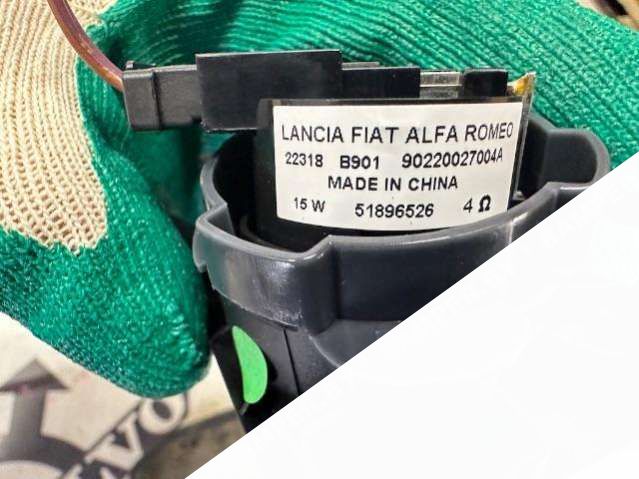 LANCIA FIAT ALFA ROMEO
22318 B901 90220027004A
MADE IN CHINA
15 W 51896526 4 Ω